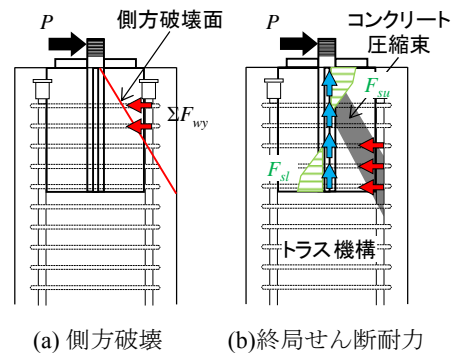 P
側方破壊面
ΣF_wy
(a) 側方破壊
P
コンクリート
圧縮束
F_su
F_sl
トラス機構
(b)終局せん断耐力